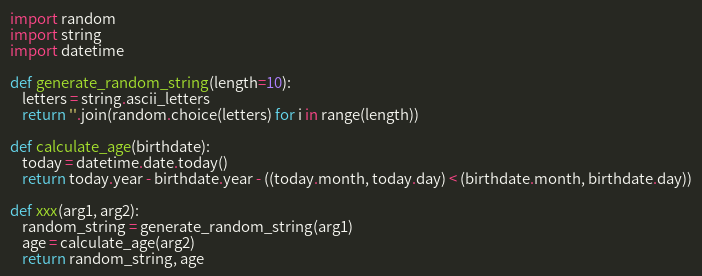 import random
import string
import datetime
def generate_random_string(length=10):
letters = string.ascii_letters
return ''.join(random.choice(letters) for i in range(length))
def calculate_age(birthdate):
today = datetime.date.today()
return today.year - birthdate.year - ((today.month, today.day) < (birthdate.month, birthdate.day))
def xxx(arg1, arg2):
random_string = generate_random_string(arg1)
age = calculate_age(arg2)
return random_string, age